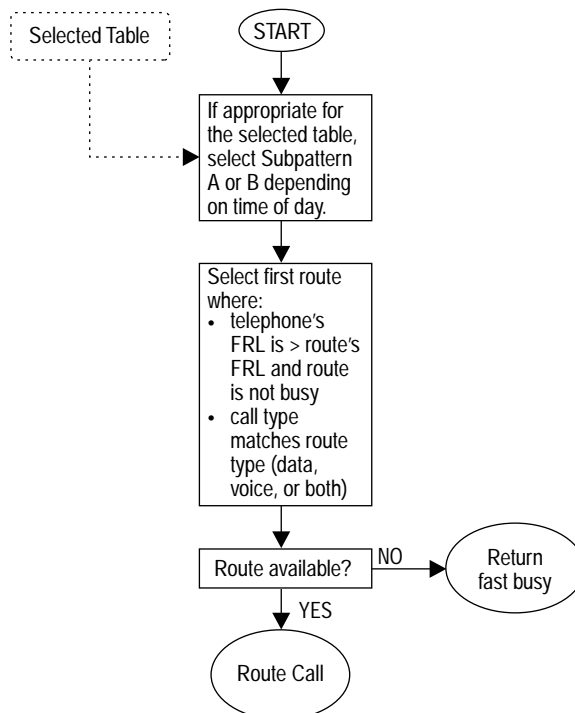 Selected Table
START
If appropriate for
the selected table,
select Subpattern
A or B depending
on time of day.
Select first route
where:
• telephone's
FRL is > route's
FRL and route
is not busy
• call type
matches route
type (data,
voice, or both)
Route available?
NO
Return
fast busy
YES
Route Call